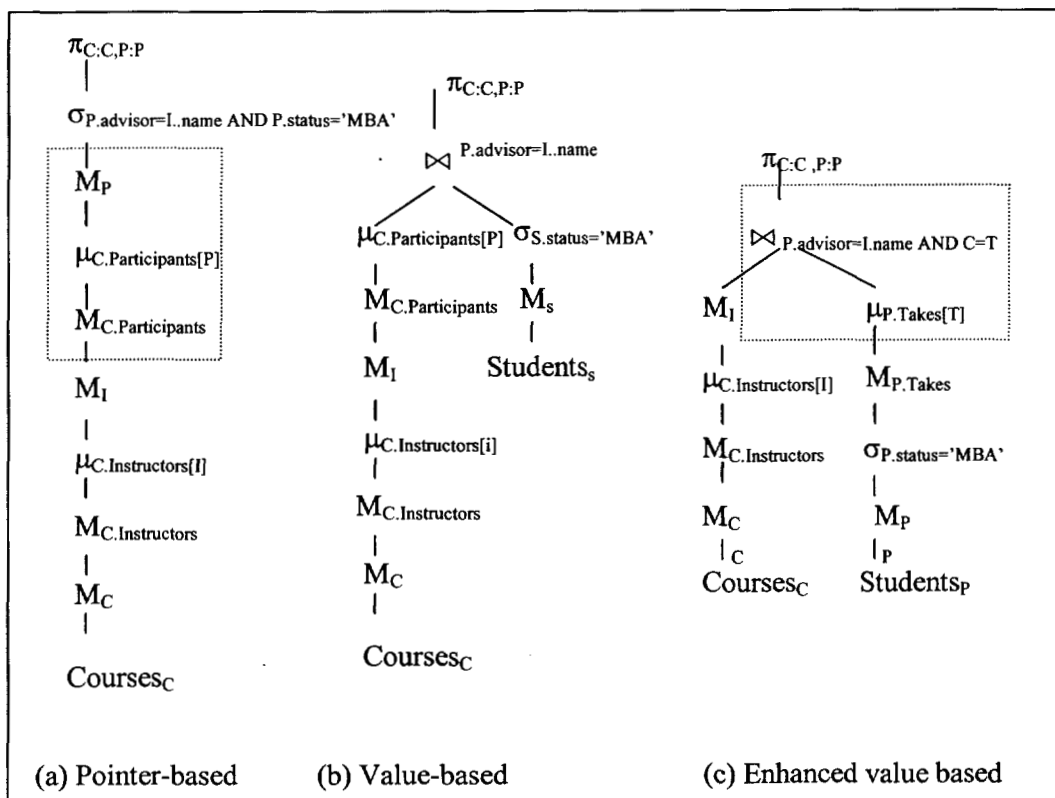 πC:C,P:P
σP.advisor=I..name AND P.status='MBA'
MP
μC.Participants[P]
MC.Participants
MI
μC.Instructors[I]
MC.Instructors
MC
CoursesC
(a) Pointer-based
πC:C,P:P
⋈ P.advisor=I..name
μC.Participants[P] σS.status='MBA'
MC.Participants Ms
MI Studentss
μC.Instructors[i]
MC.Instructors
MC
CoursesC
(b) Value-based
πC:C ,P:P
⋈ P.advisor=I.name AND C=T
MI μP.Takes[T]
μC.Instructors[I] MP.Takes
MC.Instructors σP.status='MBA'
MC MP
C P
CoursesC StudentsP
(c) Enhanced value based